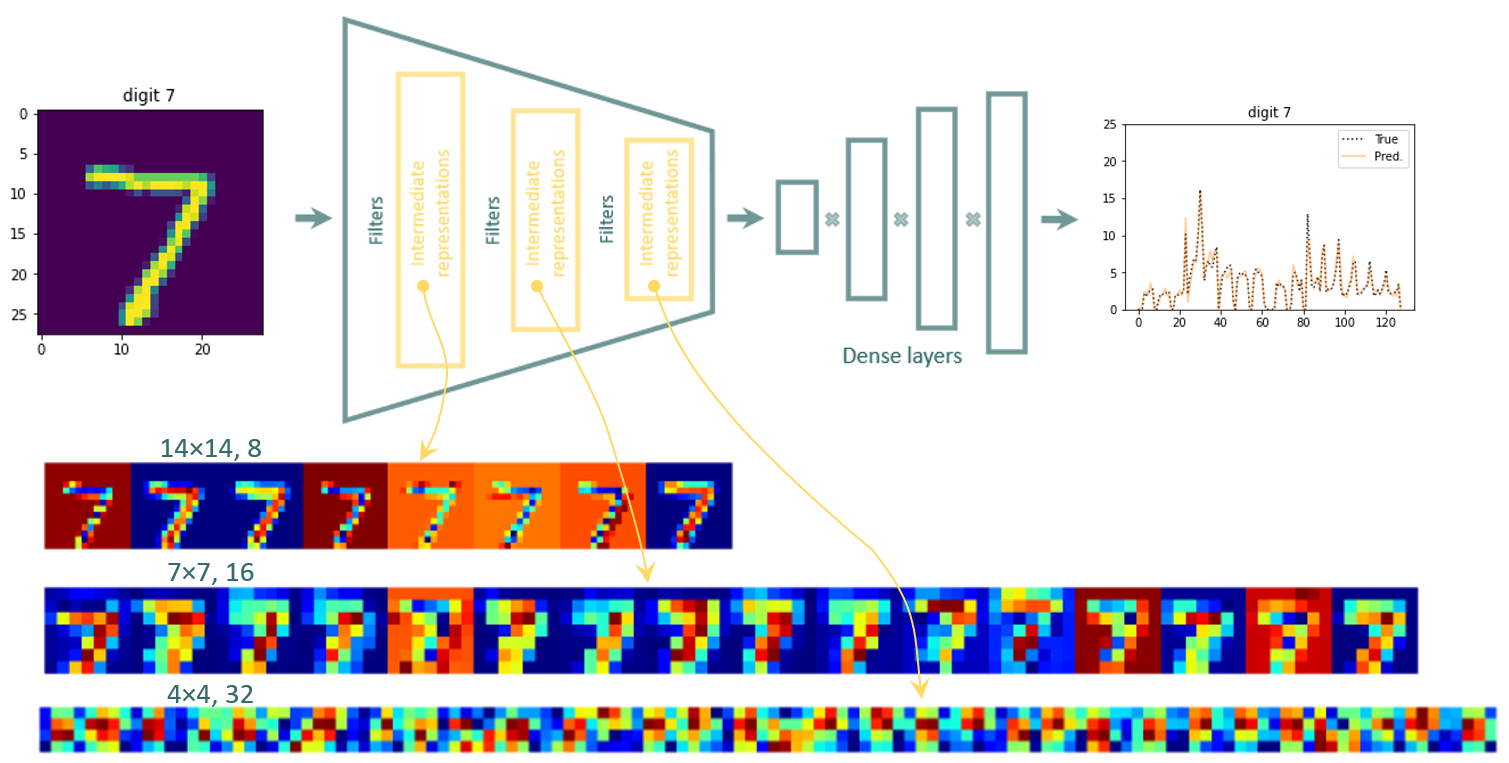 digit 7
0
5
10
15
20
25
0 10 20
Filters
Intermediate
representations
Filters
Intermediate
representations
Filters
Intermediate
representations
Dense layers
digit 7
25
20
15
10
5
0
0 20 40 60 80 100 120
True
Pred.
14×14, 8
7×7, 16
4×4, 32